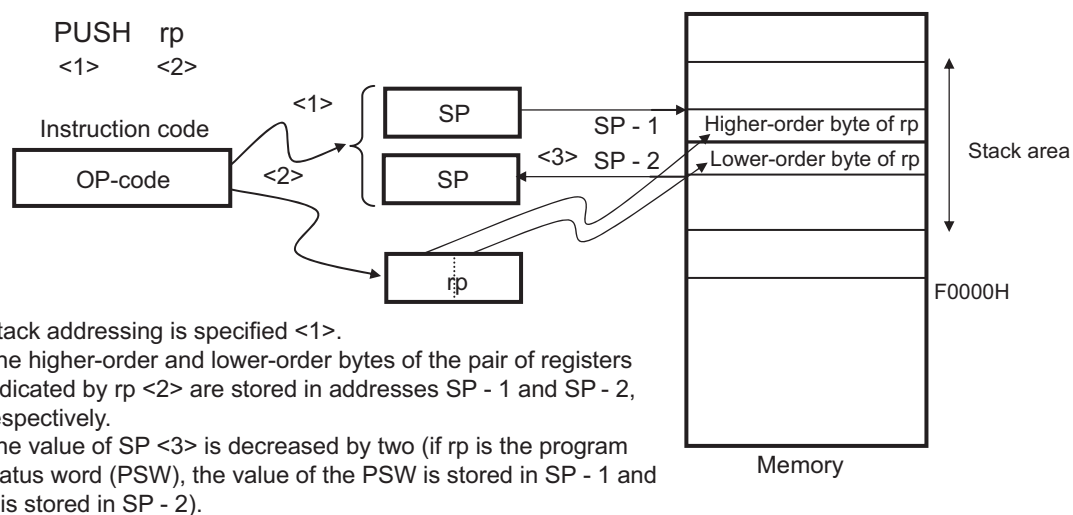 PUSH rp
<1> <2>
Instruction code
OP-code
<1>
<2>
SP
SP
rp
<3>
SP - 1
SP - 2
Higher-order byte of rp
Lower-order byte of rp
Stack area
F0000H
Memory
tack addressing is specified <1>.
he higher-order and lower-order bytes of the pair of registers
dicated by rp <2> are stored in addresses SP - 1 and SP - 2,
espectively.
he value of SP <3> is decreased by two (if rp is the program
atus word (PSW), the value of the PSW is stored in SP - 1 and
is stored in SP - 2).